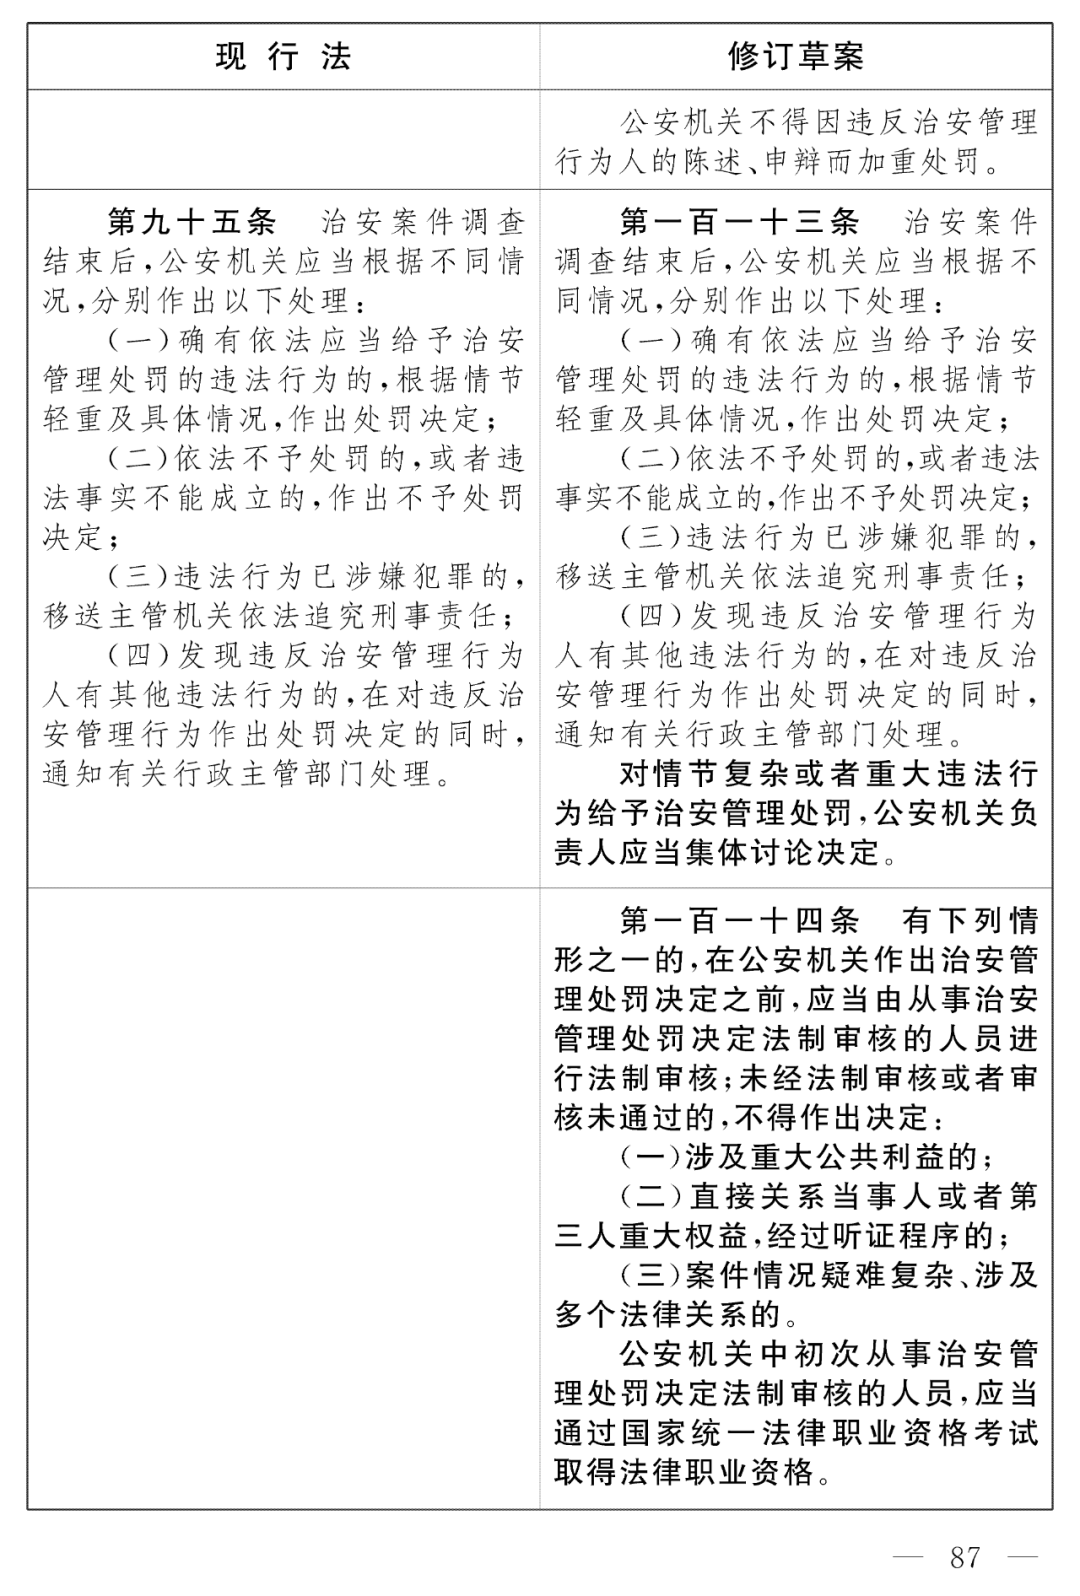 现行法
修订草案
公安机关不得因违反治安管理
行为人的陈述、申辩而加重处罚。
第九十五条　治安案件调查
结束后,公安机关应当根据不同情
况,分别作出以下处理:
(一)确有依法应当给予治安
管理处罚的违法行为的,根据情节
轻重及具体情况,作出处罚决定;
(二)依法不予处罚的,或者违
法事实不能成立的,作出不予处罚
决定;
(三)违法行为已涉嫌犯罪的,
移送主管机关依法追究刑事责任;
(四)发现违反治安管理行为
人有其他违法行为的,在对违反治
安管理行为作出处罚决定的同时,
通知有关行政主管部门处理。
第一百一十三条　治安案件
调查结束后,公安机关应当根据不
同情况,分别作出以下处理:
(一)确有依法应当给予治安
管理处罚的违法行为的,根据情节
轻重及具体情况,作出处罚决定;
(二)依法不予处罚的,或者违法
事实不能成立的,作出不予处罚决定;
(三)违法行为已涉嫌犯罪的,
移送主管机关依法追究刑事责任;
(四)发现违反治安管理行为
人有其他违法行为的,在对违反治
安管理行为作出处罚决定的同时,
通知有关行政主管部门处理。
对情节复杂或者重大违法行
为给予治安管理处罚,公安机关负
责人应当集体讨论决定。
第一百一十四条　有下列情
形之一的,在公安机关作出治安管
理处罚决定之前,应当由从事治安
管理处罚决定法制审核的人员进
行法制审核;未经法制审核或者审
核未通过的,不得作出决定:
(一)涉及重大公共利益的;
(二)直接关系当事人或者第
三人重大权益,经过听证程序的;
(三)案件情况疑难复杂、涉及
多个法律关系的。
公安机关中初次从事治安管
理处罚决定法制审核的人员,应当
通过国家统一法律职业资格考试
取得法律职业资格。
— 87 —